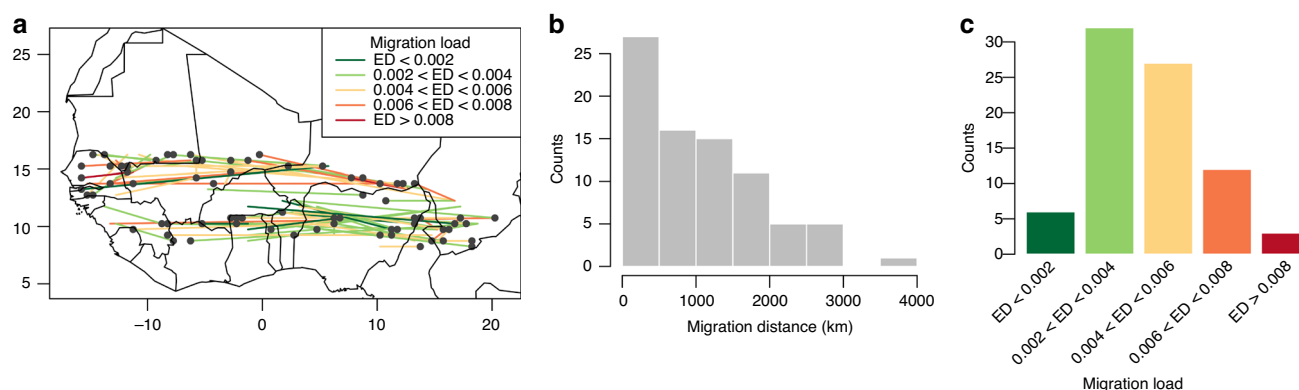 a
25
20
15
10
5
−10
0
10
20
Migration load
ED < 0.002
0.002 < ED < 0.004
0.004 < ED < 0.006
0.006 < ED < 0.008
ED > 0.008
b
Counts
25
20
15
10
5
0
0
1000
2000
3000
4000
Migration distance (km)
c
Counts
30
25
20
15
10
5
0
ED < 0.002
0.002 < ED < 0.004
0.004 < ED < 0.006
0.006 < ED < 0.008
ED > 0.008
Migration load